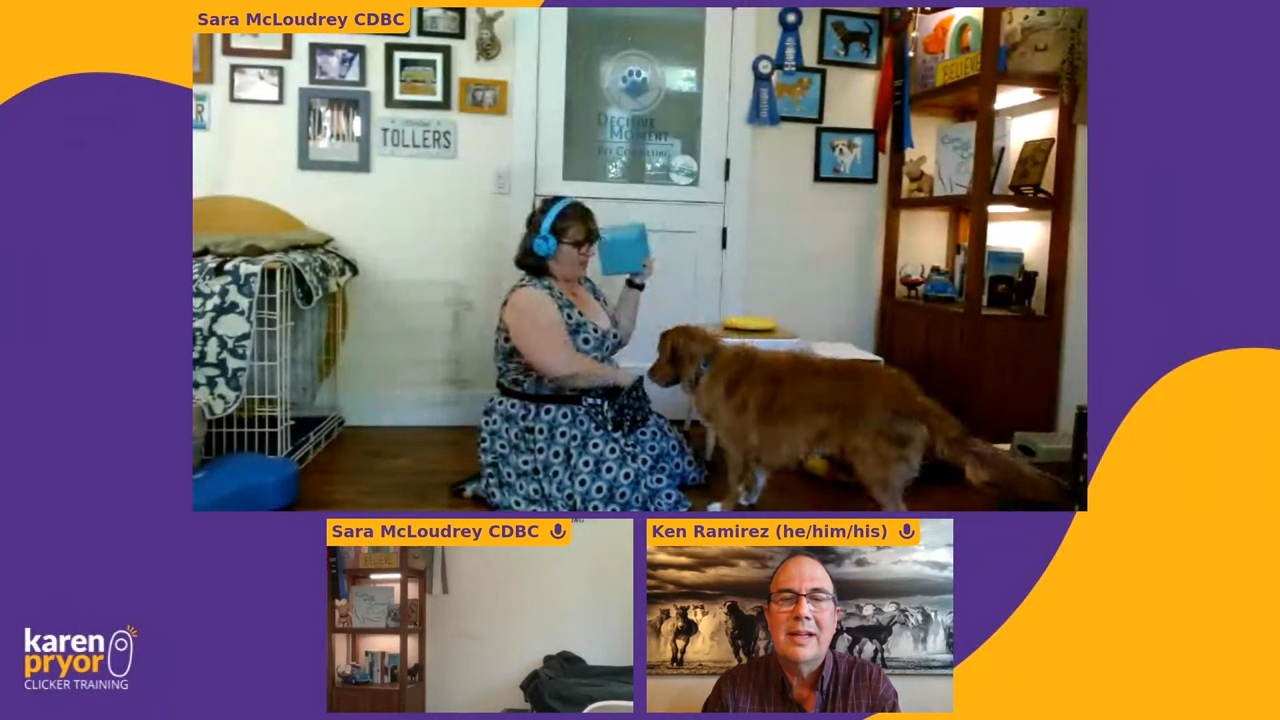 Sara McLoudrey CDBC
TOLLERS
DECISIVE
MOMENT
PET CONSULTING
BELIEVE
Sara McLoudrey CDBC
Ken Ramirez (he/him/his)
BELIEVE
karen
pryor
CLICKER TRAINING